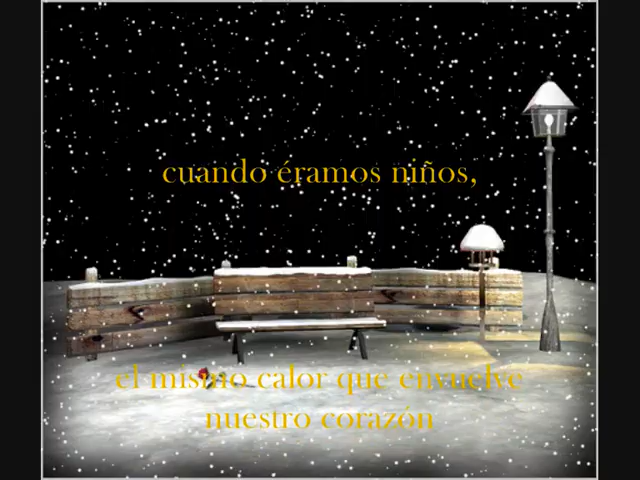 cuando éramos niños,
el mismo calor que envuelve
nuestro corazón